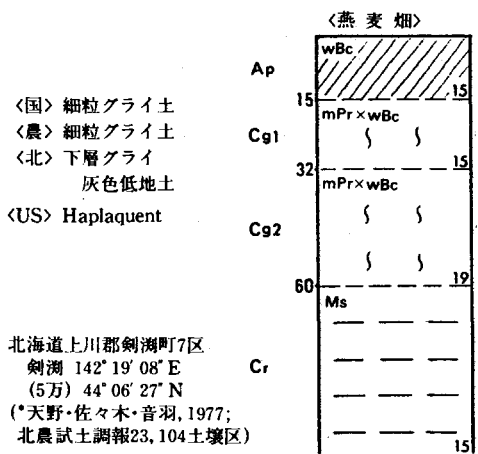 〈燕麦畑〉
wBc
Ap
15
15
〈国〉細粒グライ土
〈農〉細粒グライ土
〈北〉下層グライ
灰色低地土
〈US〉Haplaquent
mPr×wBc
Cg1
15
32
mPr×wBc
Cg2
19
60
Ms
Cr
15
北海道上川郡剣渕町7区
剣渕 142°19′08″E
(5万) 44°06′27″N
(*天野・佐々木・音羽, 1977;
北農試土調報23, 104土壌区)